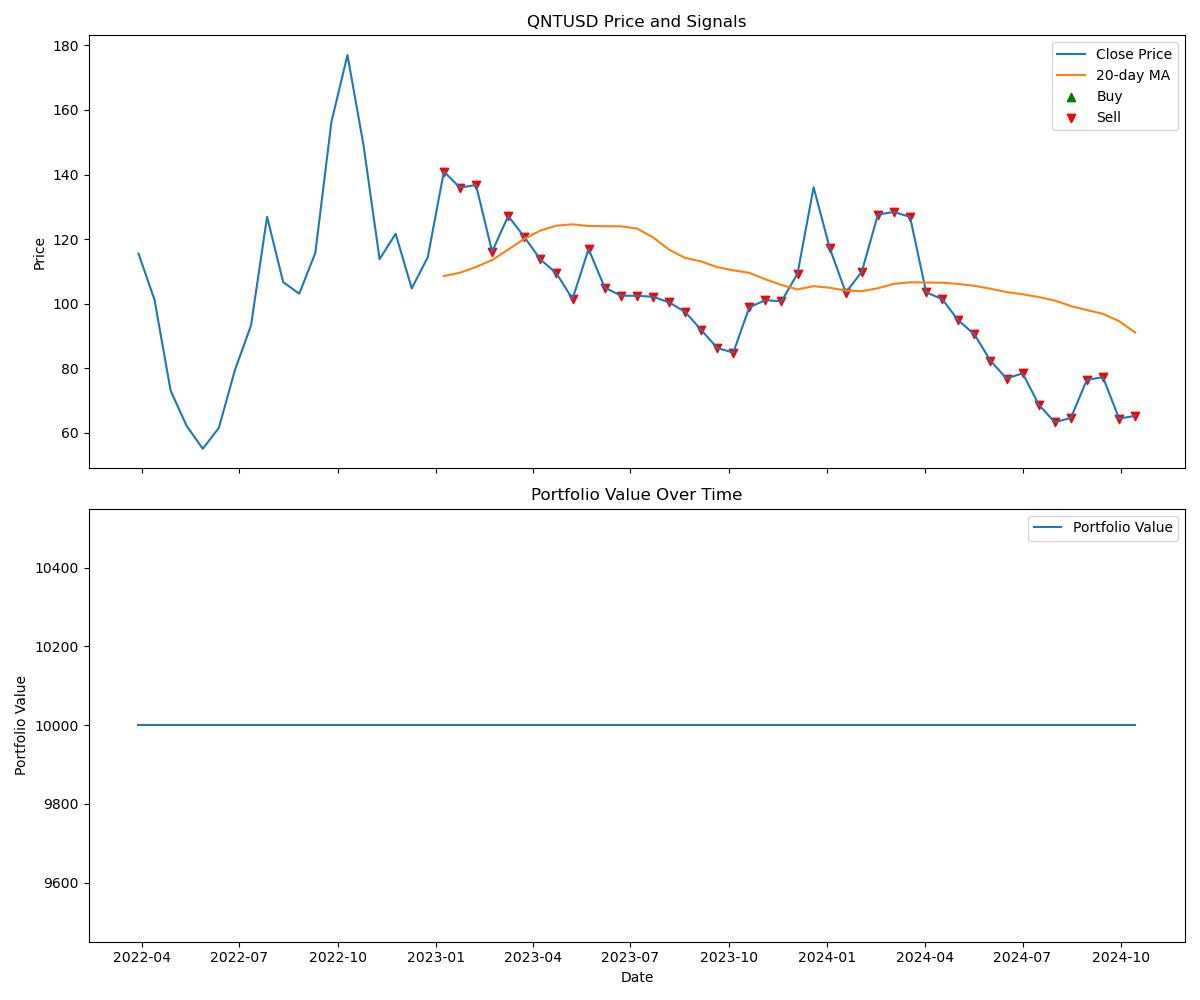 QNTUSD Price and Signals
Close Price
20-day MA
Buy
Sell
Price
180
160
140
120
100
80
60
Portfolio Value Over Time
Portfolio Value
Portfolio Value
10400
10200
10000
9800
9600
2022-04 2022-07 2022-10 2023-01 2023-04 2023-07 2023-10 2024-01 2024-04 2024-07 2024-10
Date